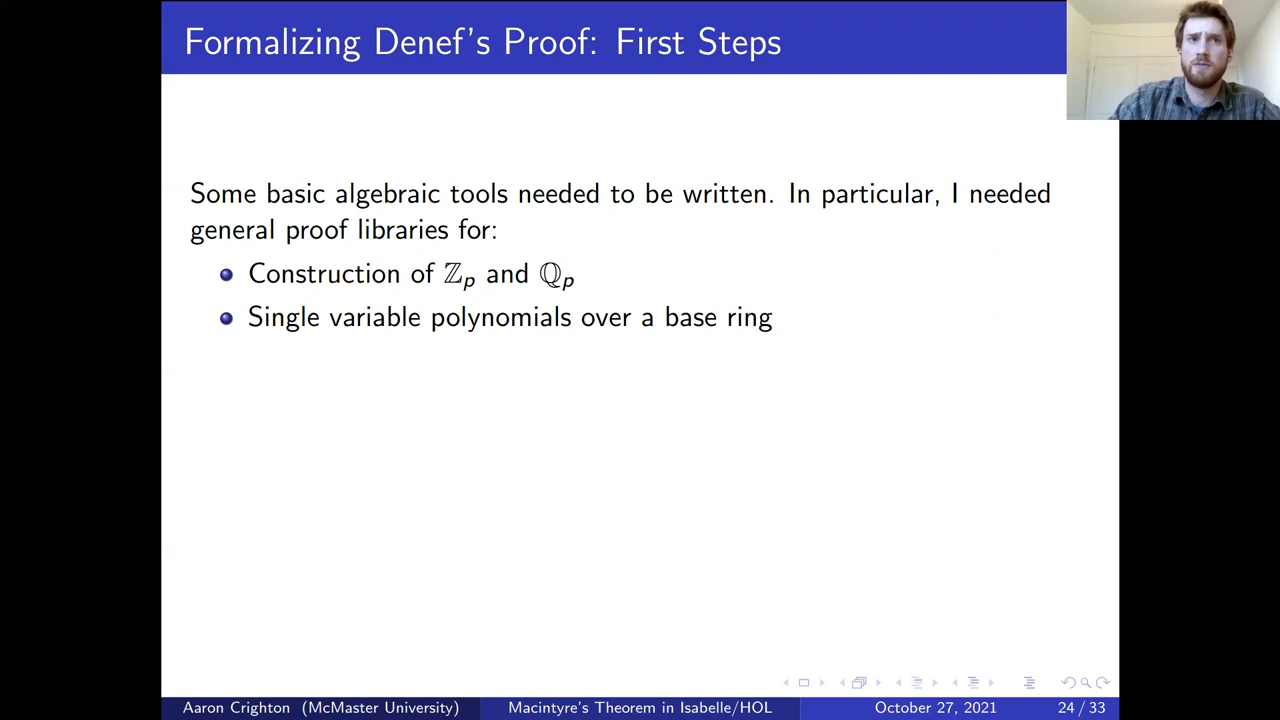 Formalizing Denef's Proof: First Steps
Some basic algebraic tools needed to be written. In particular, I needed
general proof libraries for:
Construction of ℤₚ and ℚₚ
Single variable polynomials over a base ring
Aaron Crighton (McMaster University) Macintyre's Theorem in Isabelle/HOL October 27, 2021 24 / 33